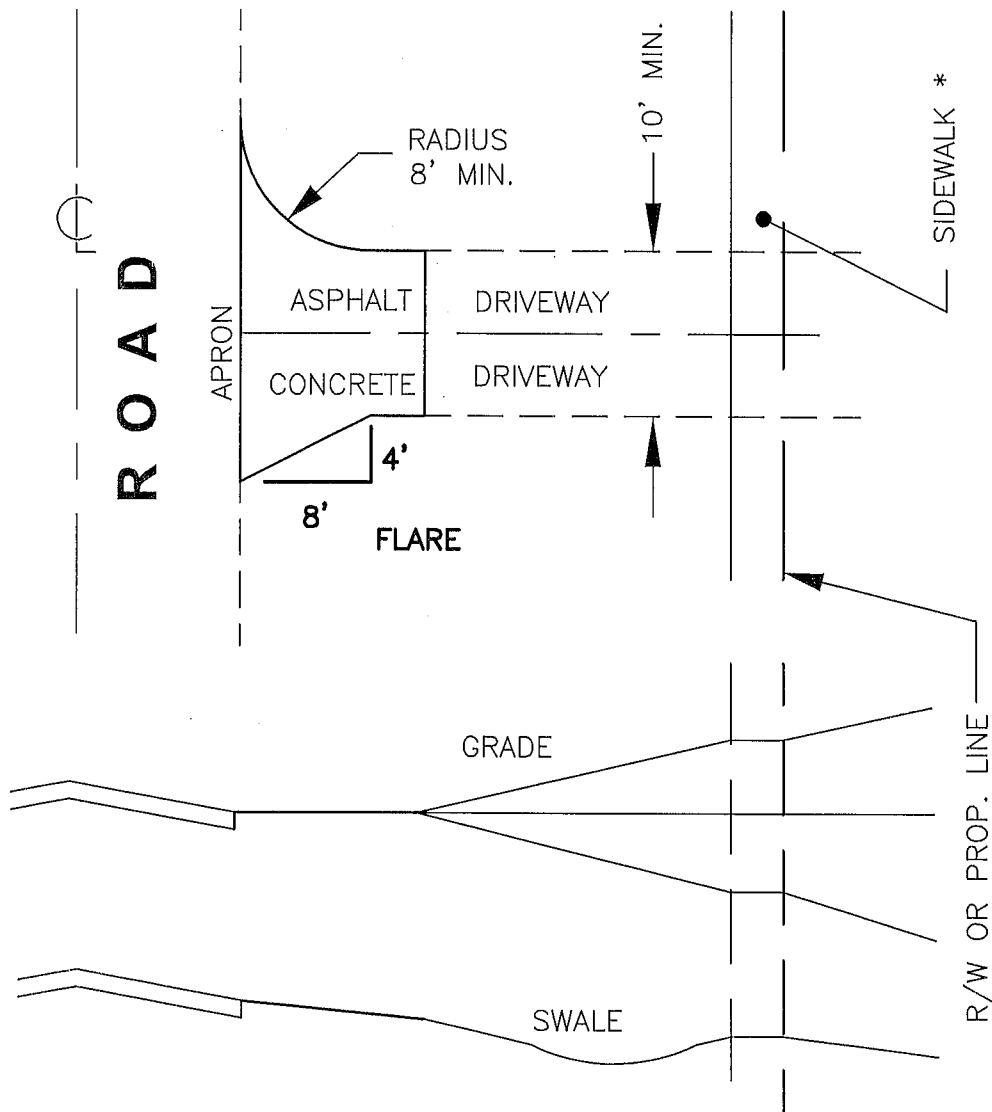 10' MIN.
SIDEWALK *
RADIUS
8' MIN.
℄
ROAD
APRON
ASPHALT
DRIVEWAY
CONCRETE
DRIVEWAY
4'
8'
FLARE
GRADE
R/W OR PROP. LINE
SWALE